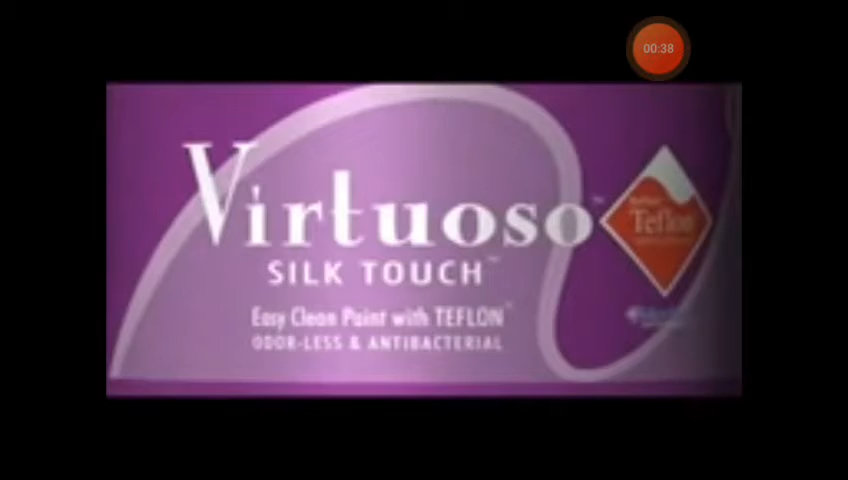 00:38
Virtuoso™
SILK TOUCH™
Easy Clean Paint with TEFLON™
ODOR-LESS & ANTIBACTERIAL
Teflon